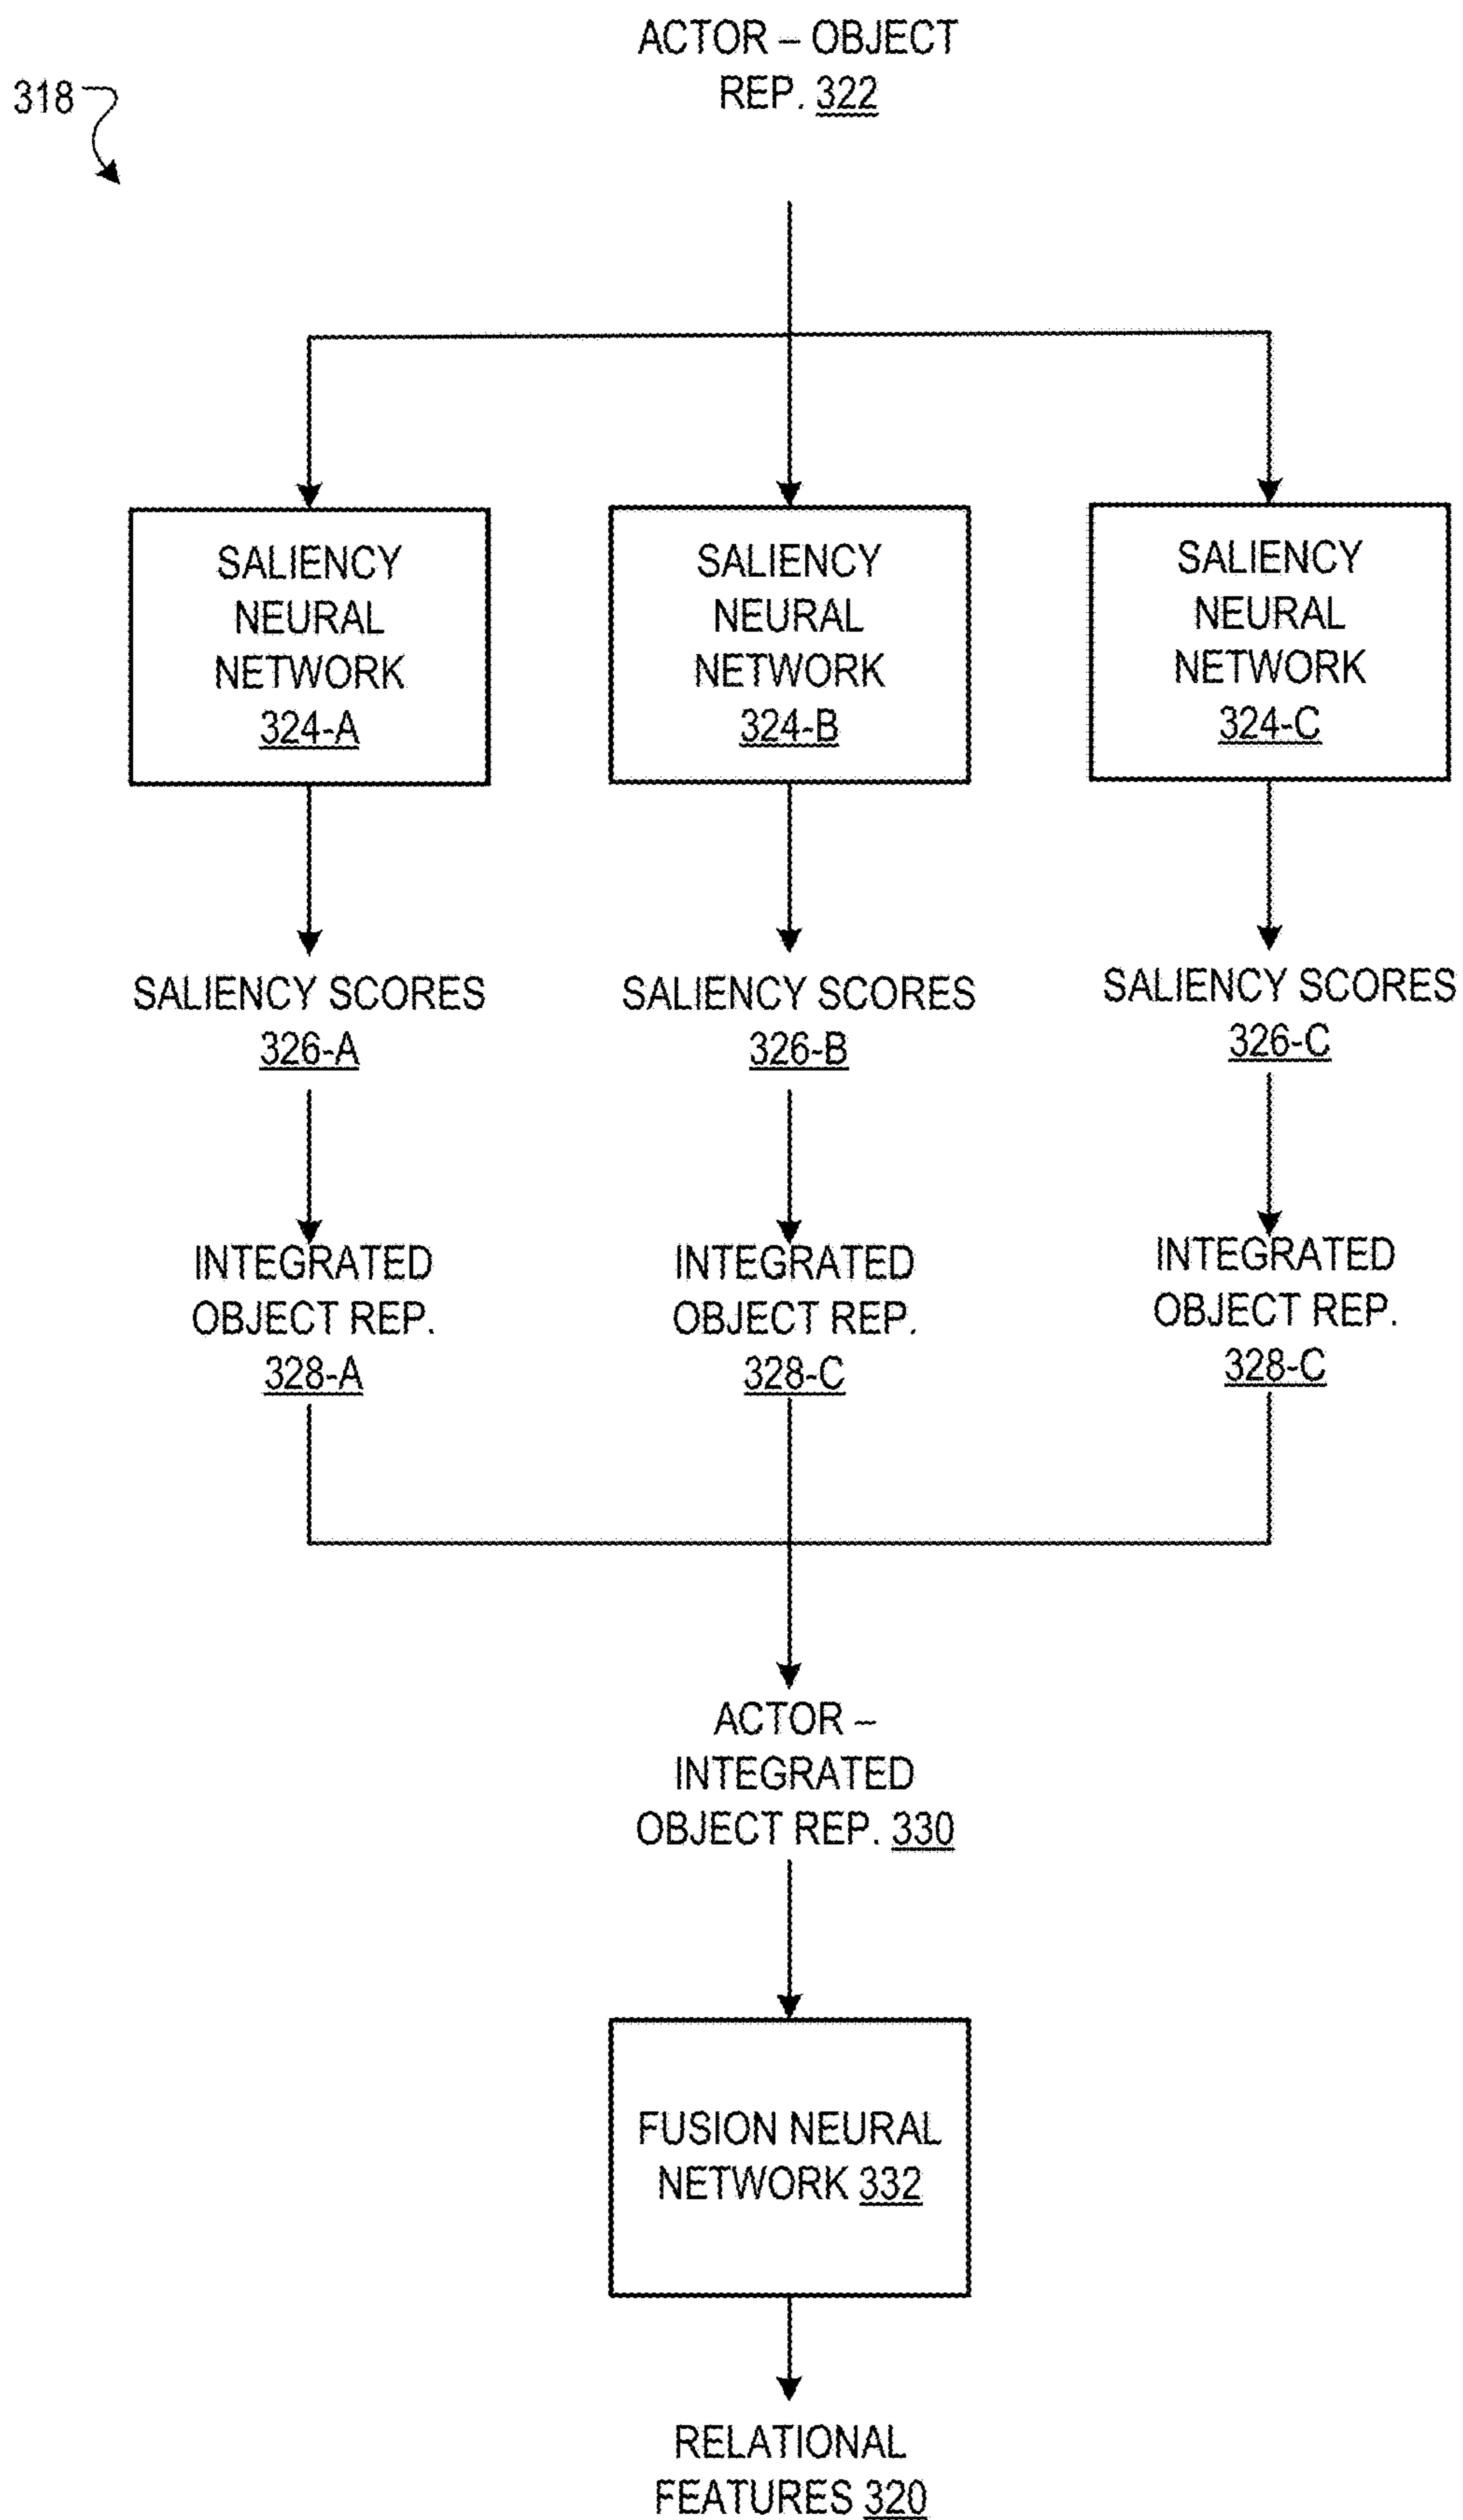 ACTOR – OBJECT
REP. 322
318
SALIENCY
NEURAL
NETWORK
324-A
SALIENCY
NEURAL
NETWORK
324-B
SALIENCY
NEURAL
NETWORK
324-C
SALIENCY SCORES
326-A
SALIENCY SCORES
326-B
SALIENCY SCORES
326-C
INTEGRATED
OBJECT REP.
328-A
INTEGRATED
OBJECT REP.
328-C
INTEGRATED
OBJECT REP.
328-C
ACTOR –
INTEGRATED
OBJECT REP. 330
FUSION NEURAL
NETWORK 332
RELATIONAL
FEATURES 320